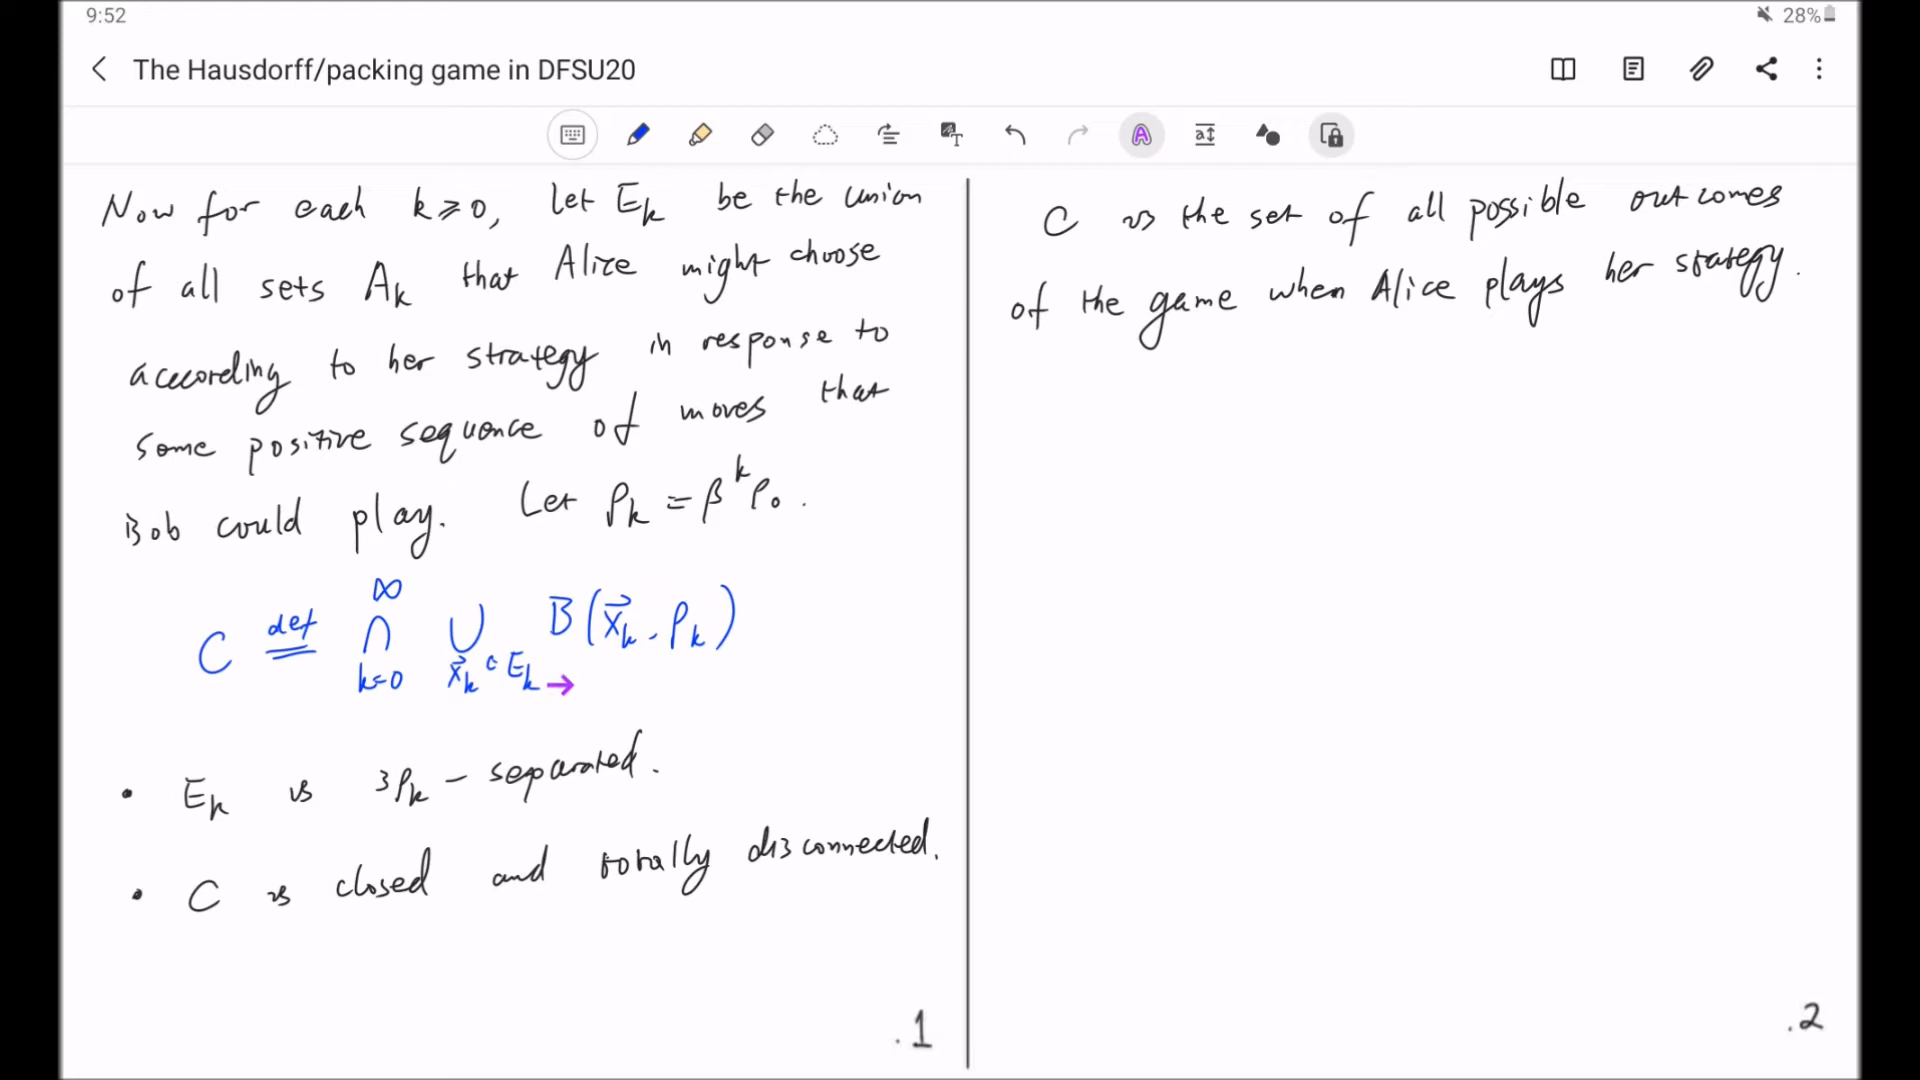 9:52
28%
The Hausdorff/packing game in DFSU20
Now for each k ⩾ 0, let E_k be the union
of all sets A_k that Alice might choose
according to her strategy in response to
some positive sequence of moves that
Bob could play. Let ρ_k = β^k ρ_0.
C \overset{def}{=} ⋂_{k=0}^{∞} ⋃_{\vec{x}_k ∈ E_k} B(\vec{x}_k, ρ_k)
• E_k is 3ρ_k - separated.
• C is closed and totally disconnected.
.1
C is the set of all possible outcomes
of the game when Alice plays her strategy.
.2